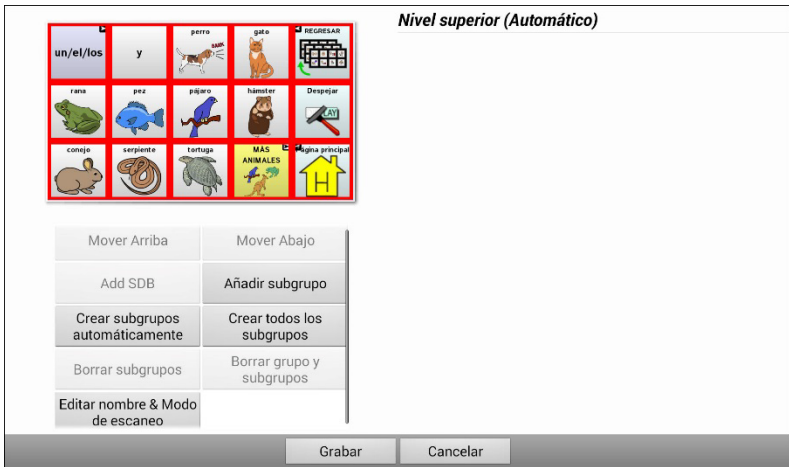 Nivel superior (Automático)
un/el/los
y
perro
BARK
gato
REGRESAR
rana
pez
pájaro
hámster
Despejar
conejo
serpiente
tortuga
MÁS
ANIMALES
Página principal
H
Mover Arriba
Mover Abajo
Add SDB
Añadir subgrupo
Crear subgrupos
automáticamente
Crear todos los
subgrupos
Borrar subgrupos
Borrar grupo y
subgrupos
Editar nombre & Modo
de escaneo
Grabar
Cancelar